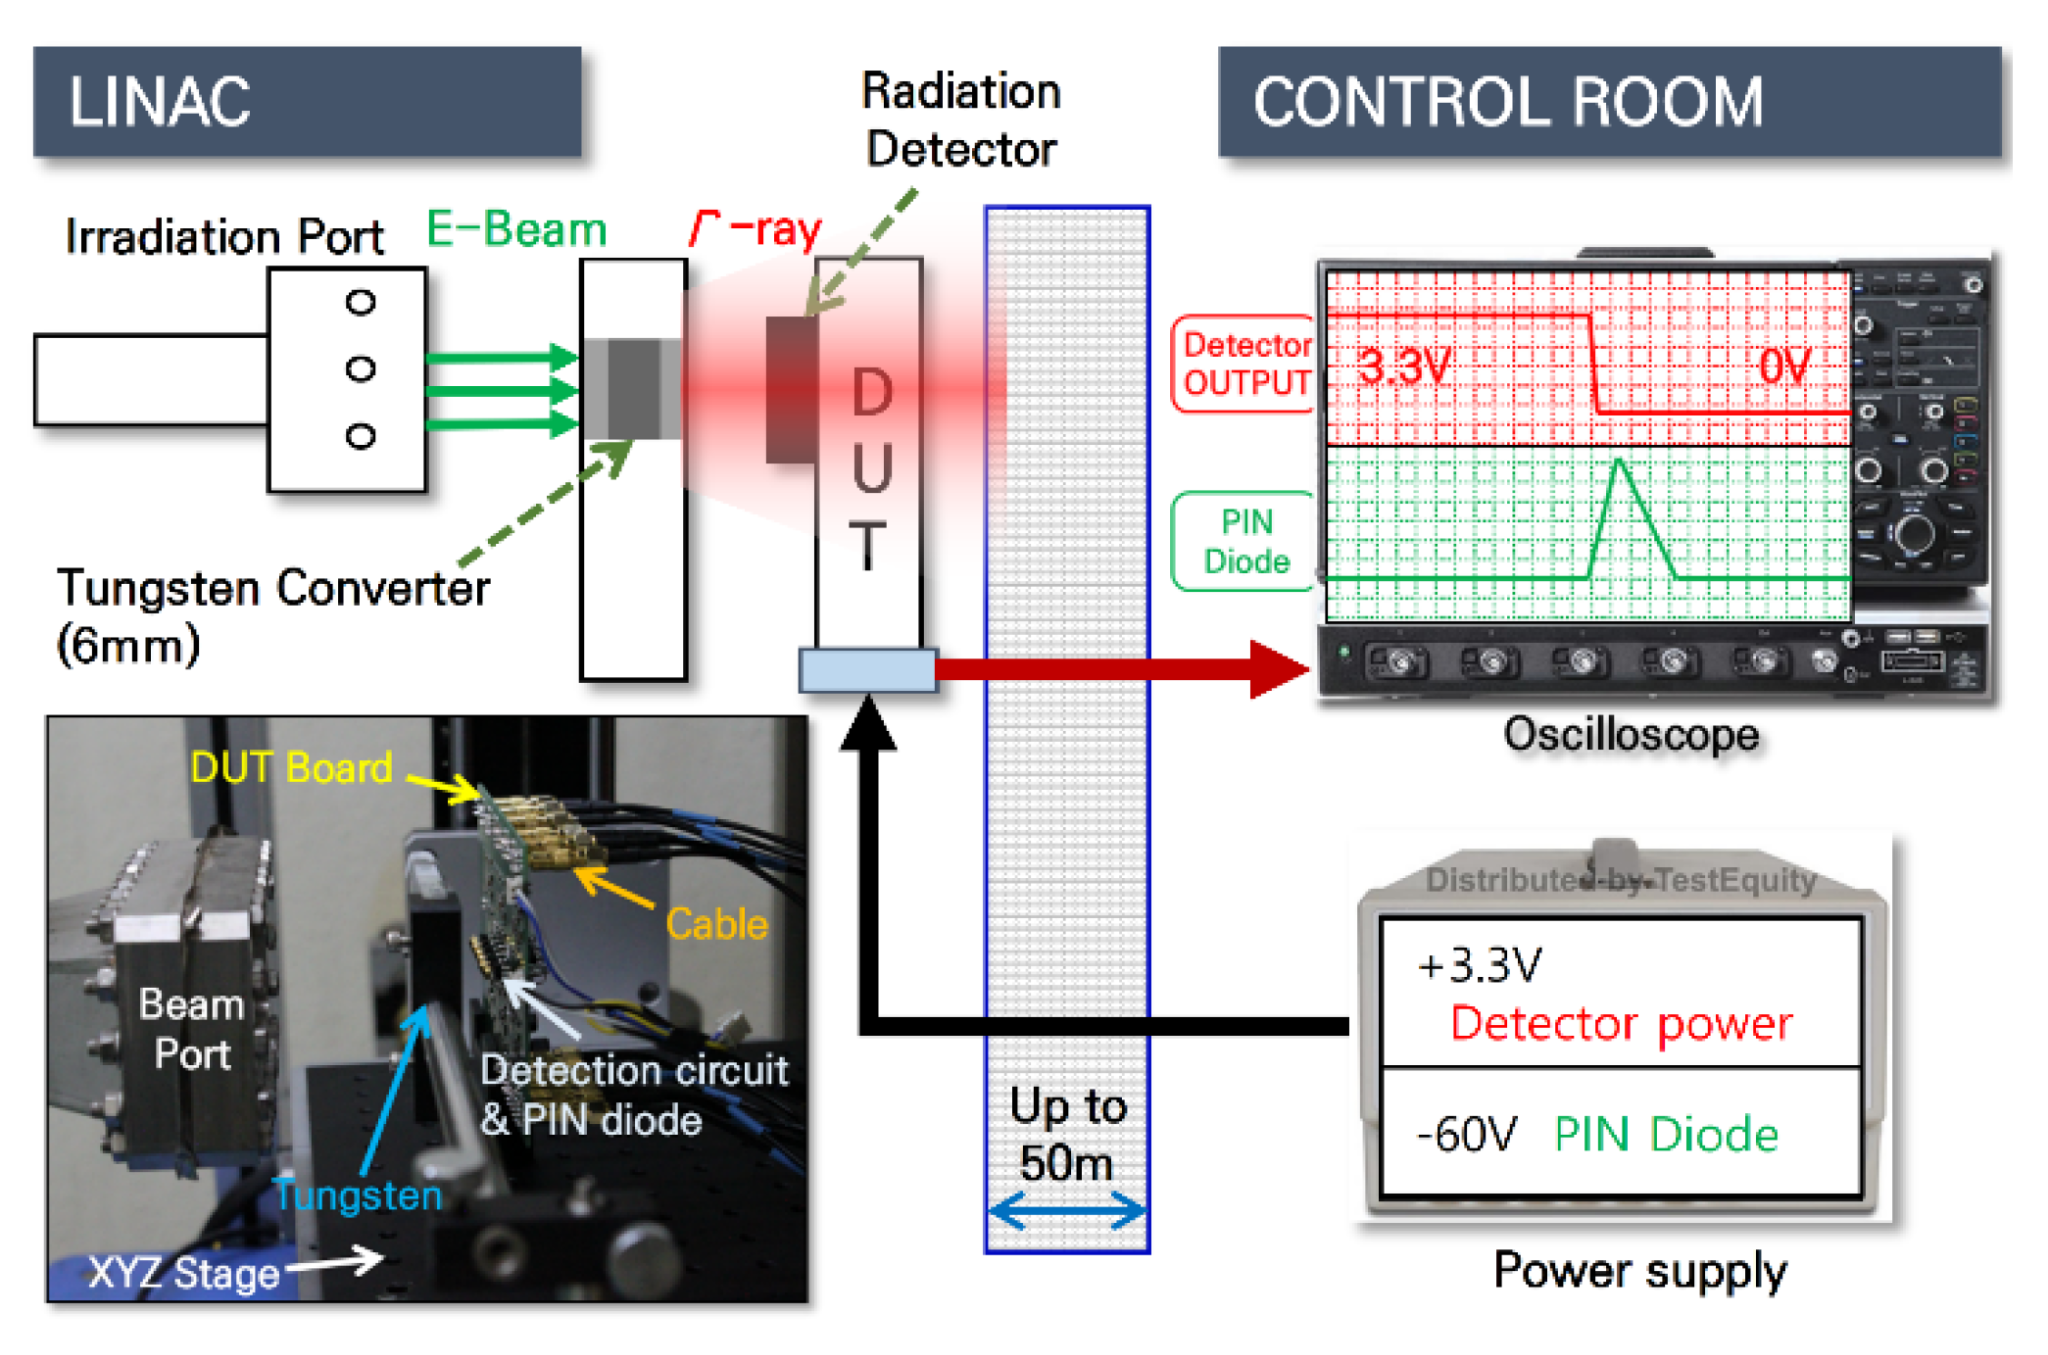 LINAC
Radiation
Detector
CONTROL ROOM
Irradiation Port
E-Beam
Γ-ray
Detector
OUTPUT
3.3V
0V
D
U
T
PIN
Diode
Tungsten Converter
(6mm)
Oscilloscope
DUT Board
Cable
Beam
Port
Detection circuit
& PIN diode
Tungsten
XYZ Stage
Up to
50m
Distributed by TestEquity
+3.3V
Detector power
-60V PIN Diode
Power supply